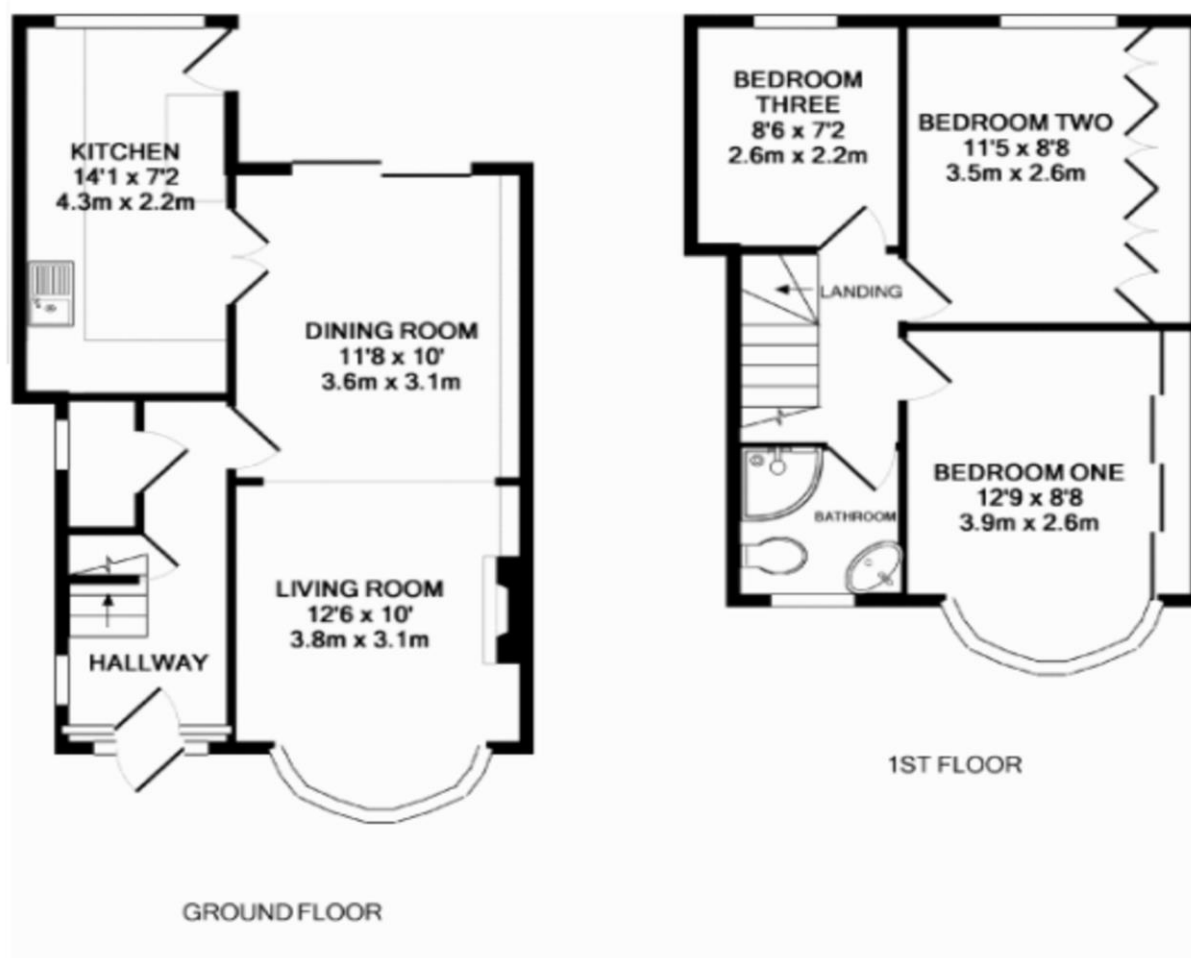 KITCHEN
14'1 x 7'2
4.3m x 2.2m
DINING ROOM
11'8 x 10'
3.6m x 3.1m
LIVING ROOM
12'6 x 10'
3.8m x 3.1m
HALLWAY
GROUND FLOOR
BEDROOM
THREE
8'6 x 7'2
2.6m x 2.2m
BEDROOM TWO
11'5 x 8'8
3.5m x 2.6m
LANDING
BEDROOM ONE
12'9 x 8'8
3.9m x 2.6m
BATHROOM
1ST FLOOR